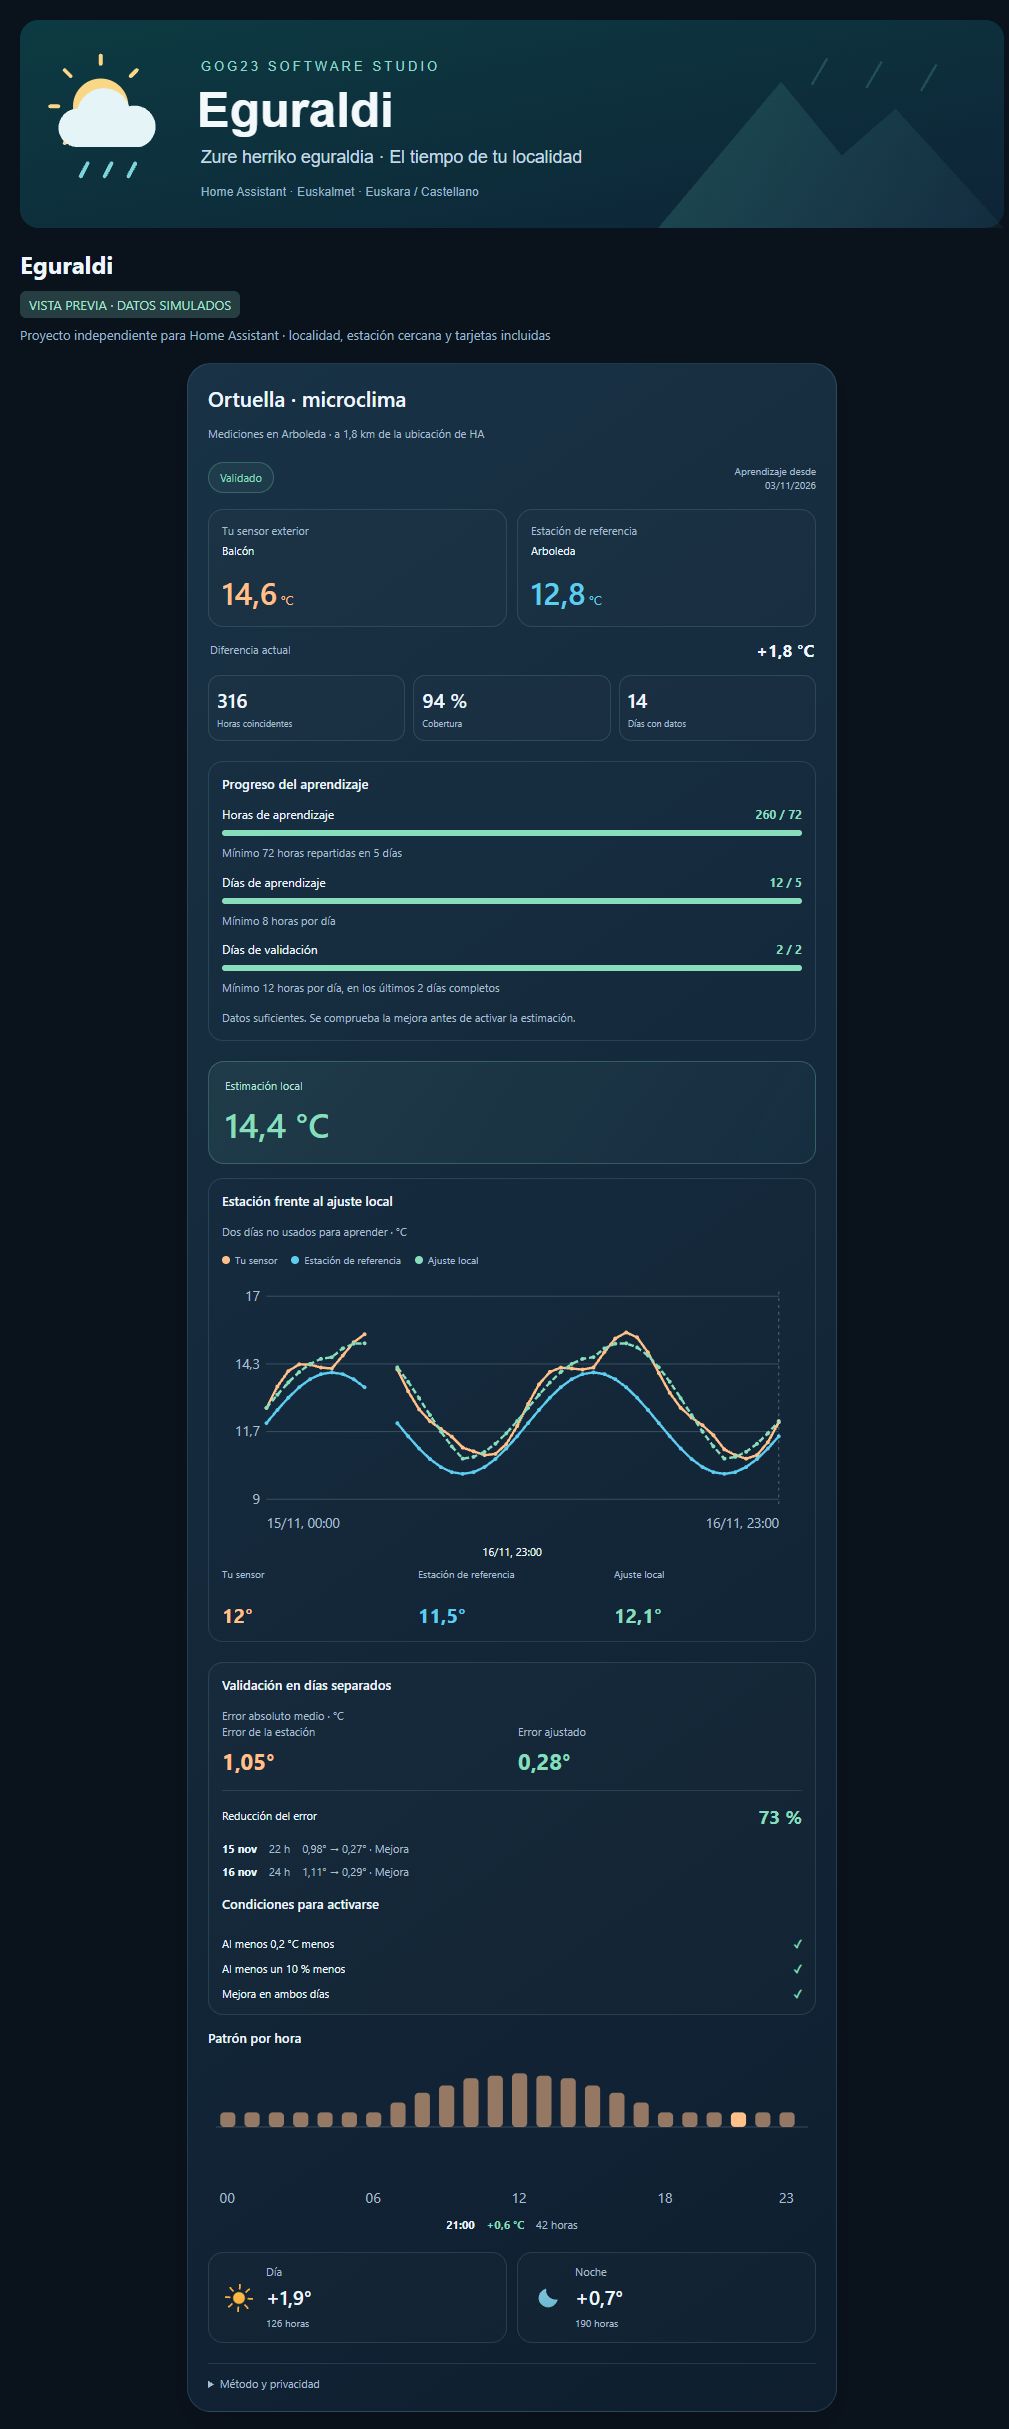 GOG23 SOFTWARE STUDIO
Eguraldi
Zure herriko eguraldia · El tiempo de tu localidad
Home Assistant · Euskalmet · Euskara / Castellano
Eguraldi
VISTA PREVIA · DATOS SIMULADOS
Proyecto independiente para Home Assistant · localidad, estación cercana y tarjetas incluidas
Ortuella · microclima
Mediciones en Arboleda · a 1,8 km de la ubicación de HA
Validado
Aprendizaje desde
03/11/2026
Tu sensor exterior
Balcón
14,6 °C
Estación de referencia
Arboleda
12,8 °C
Diferencia actual
+1,8 °C
316
Horas coincidentes
94 %
Cobertura
14
Días con datos
Progreso del aprendizaje
Horas de aprendizaje
260 / 72
Mínimo 72 horas repartidas en 5 días
Días de aprendizaje
12 / 5
Mínimo 8 horas por día
Días de validación
2 / 2
Mínimo 12 horas por día, en los últimos 2 días completos
Datos suficientes. Se comprueba la mejora antes de activar la estimación.
Estimación local
14,4 °C
Estación frente al ajuste local
Dos días no usados para aprender · °C
Tu sensor
Estación de referencia
Ajuste local
17
14,3
11,7
9
15/11, 00:00
16/11, 23:00
16/11, 23:00
Tu sensor
12°
Estación de referencia
11,5°
Ajuste local
12,1°
Validación en días separados
Error absoluto medio · °C
Error de la estación
1,05°
Error ajustado
0,28°
Reducción del error
73 %
15 nov 22 h 0,98° → 0,27° · Mejora
16 nov 24 h 1,11° → 0,29° · Mejora
Condiciones para activarse
Al menos 0,2 °C menos ✓
Al menos un 10 % menos ✓
Mejora en ambos días ✓
Patrón por hora
00 06 12 18 23
21:00 +0,6 °C 42 horas
Día
+1,9°
126 horas
Noche
+0,7°
190 horas
Método y privacidad